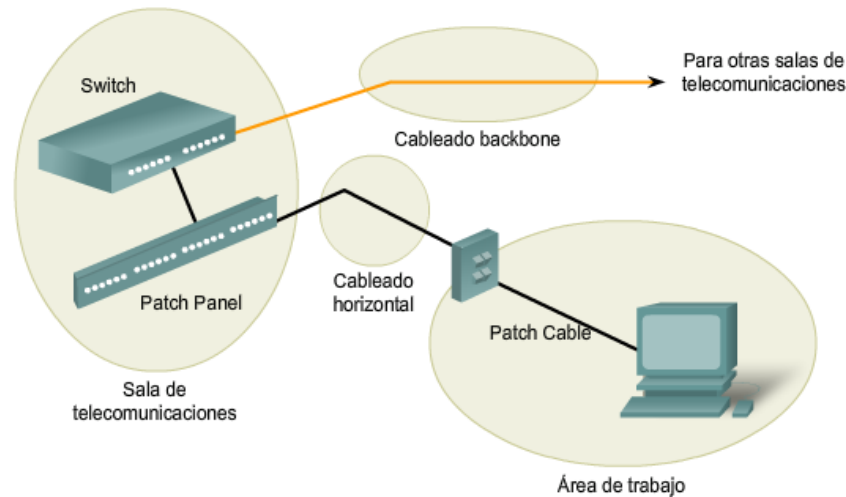 Switch
Para otras salas de
telecomunicaciones
Cableado backbone
Patch Panel
Cableado
horizontal
Patch Cable
Sala de
telecomunicaciones
Área de trabajo